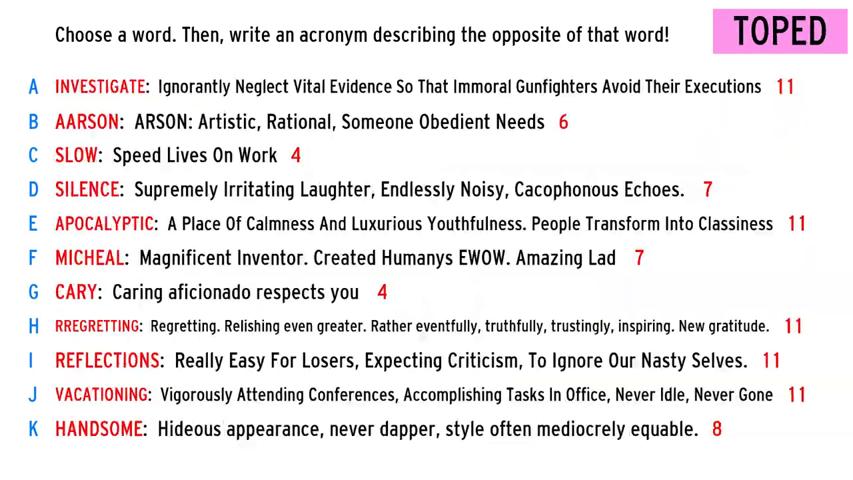 Choose a word. Then, write an acronym describing the opposite of that word!
TOPED
A INVESTIGATE: Ignorantly Neglect Vital Evidence So That Immoral Gunfighters Avoid Their Executions 11
B AARSON: ARSON: Artistic, Rational, Someone Obedient Needs 6
C SLOW: Speed Lives On Work 4
D SILENCE: Supremely Irritating Laughter, Endlessly Noisy, Cacophonous Echoes. 7
E APOCALYPTIC: A Place Of Calmness And Luxurious Youthfulness. People Transform Into Classiness 11
F MICHEAL: Magnificent Inventor. Created Humanys EWOW. Amazing Lad 7
G CARY: Caring aficionado respects you 4
H RREGRETTING: Regretting. Relishing even greater. Rather eventfully, truthfully, trustingly, inspiring. New gratitude. 11
I REFLECTIONS: Really Easy For Losers, Expecting Criticism, To Ignore Our Nasty Selves. 11
J VACATIONING: Vigorously Attending Conferences, Accomplishing Tasks In Office, Never Idle, Never Gone 11
K HANDSOME: Hideous appearance, never dapper, style often mediocrely equable. 8